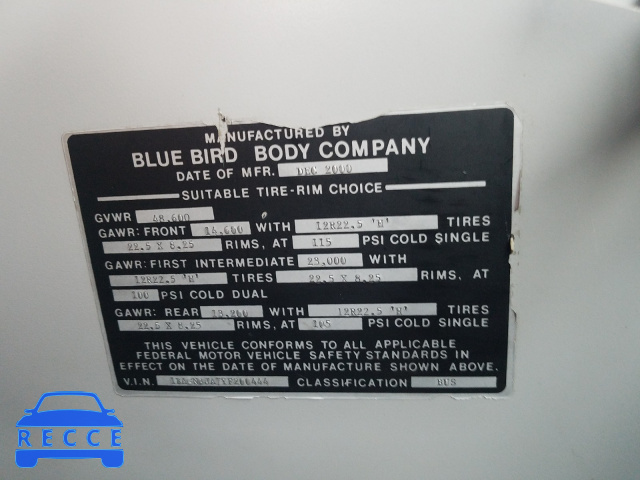 MANUFACTURED BY
BLUE BIRD BODY COMPANY
DATE OF MFR. DEC 2000
SUITABLE TIRE-RIM CHOICE
GVWR 48,600
GAWR: FRONT 14,600 WITH 12R22.5 'H' TIRES
22.5 X 8.25 RIMS, AT 115 PSI COLD SINGLE
GAWR: FIRST INTERMEDIATE 23,000 WITH
12R22.5 'H' TIRES 22.5 X 8.25 RIMS, AT
100 PSI COLD DUAL
GAWR: REAR 13,200 WITH 12R22.5 'H' TIRES
22.5 X 8.25 RIMS, AT 105 PSI COLD SINGLE
THIS VEHICLE CONFORMS TO ALL APPLICABLE
FEDERAL MOTOR VEHICLE SAFETY STANDARDS IN
EFFECT ON THE DATE OF MANUFACTURE SHOWN ABOVE.
V.I.N. CLASSIFICATION BUS
RECCE